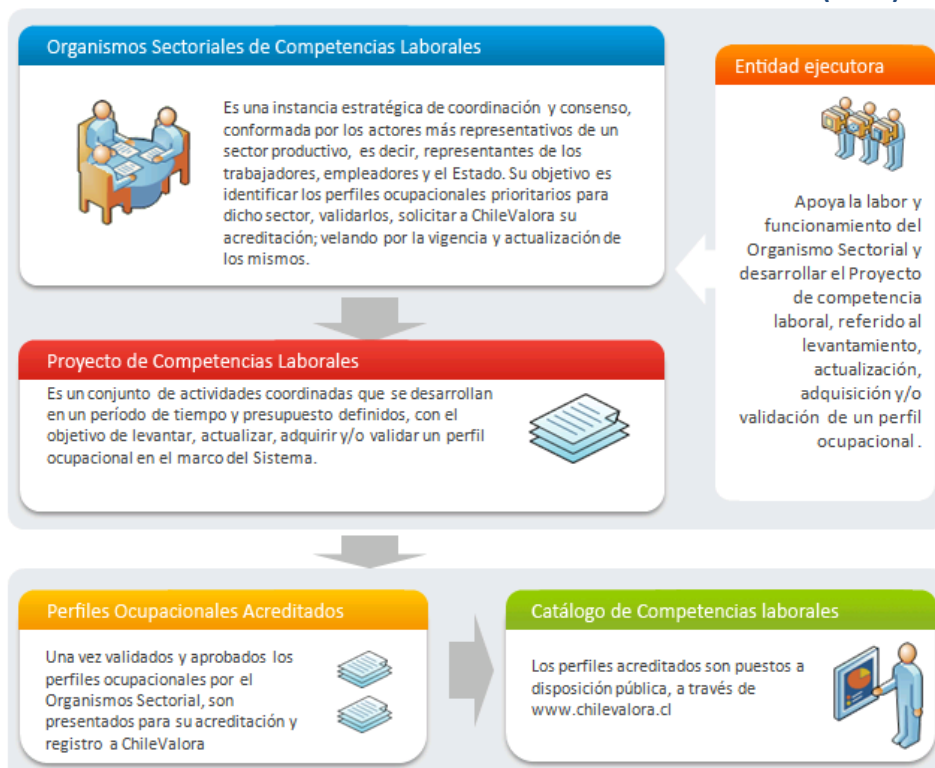 Organismos Sectoriales de Competencias Laborales
Es una instancia estratégica de coordinación y consenso,
conformada por los actores más representativos de un
sector productivo, es decir, representantes de los
trabajadores, empleadores y el Estado. Su objetivo es
identificar los perfiles ocupacionales prioritarios para
dicho sector, validarlos, solicitar a ChileValora su
acreditación; velando por la vigencia y actualización de
los mismos.
Entidad ejecutora
Apoya la labor y
funcionamiento del
Organismo Sectorial y
desarrollar el Proyecto
de competencia
laboral, referido al
levantamiento,
actualización,
adquisición y/o
validación de un perfil
ocupacional.
Proyecto de Competencias Laborales
Es un conjunto de actividades coordinadas que se desarrollan
en un período de tiempo y presupuesto definidos, con el
objetivo de levantar, actualizar, adquirir y/o validar un perfil
ocupacional en el marco del Sistema.
Perfiles Ocupacionales Acreditados
Una vez validados y aprobados los
perfiles ocupacionales por el
Organismo Sectorial, son
presentados para su acreditación y
registro a ChileValora
Catálogo de Competencias laborales
Los perfiles acreditados son puestos a
disposición pública, a través de
www.chilevalora.cl